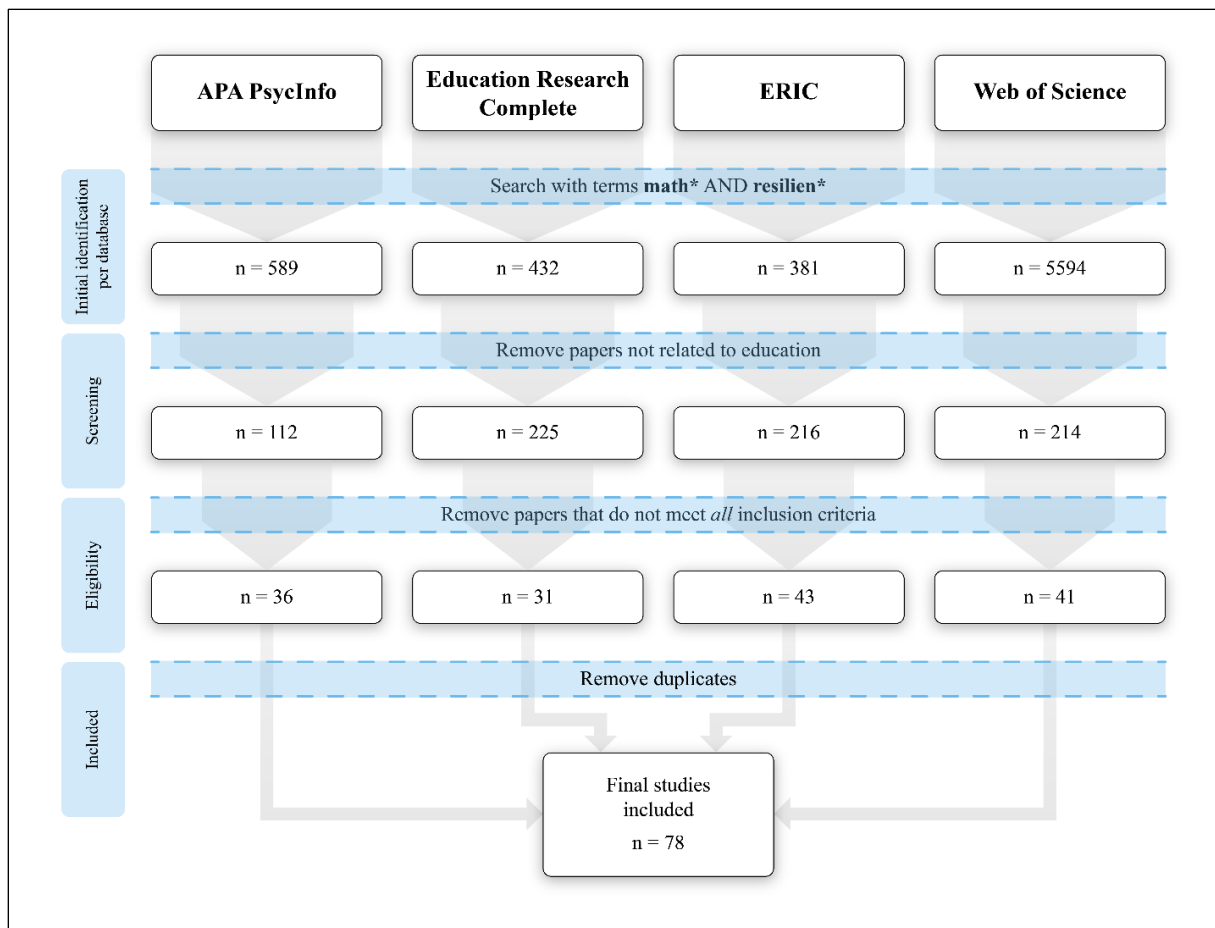 APA PsycInfo
Education Research
Complete
ERIC
Web of Science
Initial identification
per database
Search with terms math* AND resilien*
n = 589
n = 432
n = 381
n = 5594
Screening
Remove papers not related to education
n = 112
n = 225
n = 216
n = 214
Eligibility
Remove papers that do not meet all inclusion criteria
n = 36
n = 31
n = 43
n = 41
Included
Remove duplicates
Final studies
included
n = 78